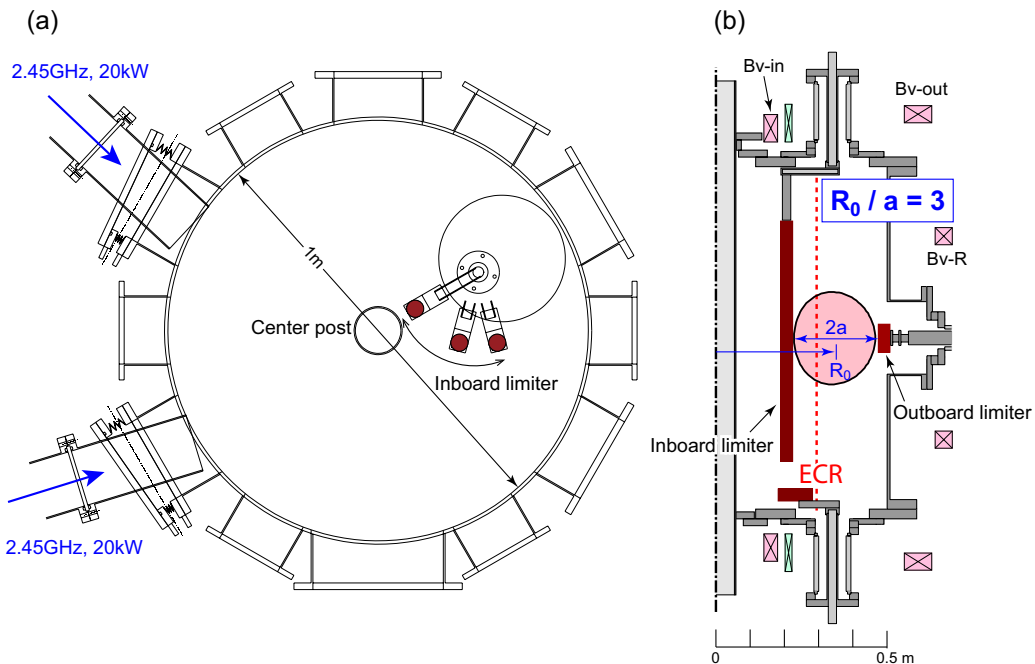 (a)
2.45GHz, 20kW
1m
Center post
Inboard limiter
2.45GHz, 20kW
(b)
Bv-in
Bv-out
R₀ / a = 3
Bv-R
2a
R₀
Outboard limiter
Inboard limiter
ECR
0
0.5 m